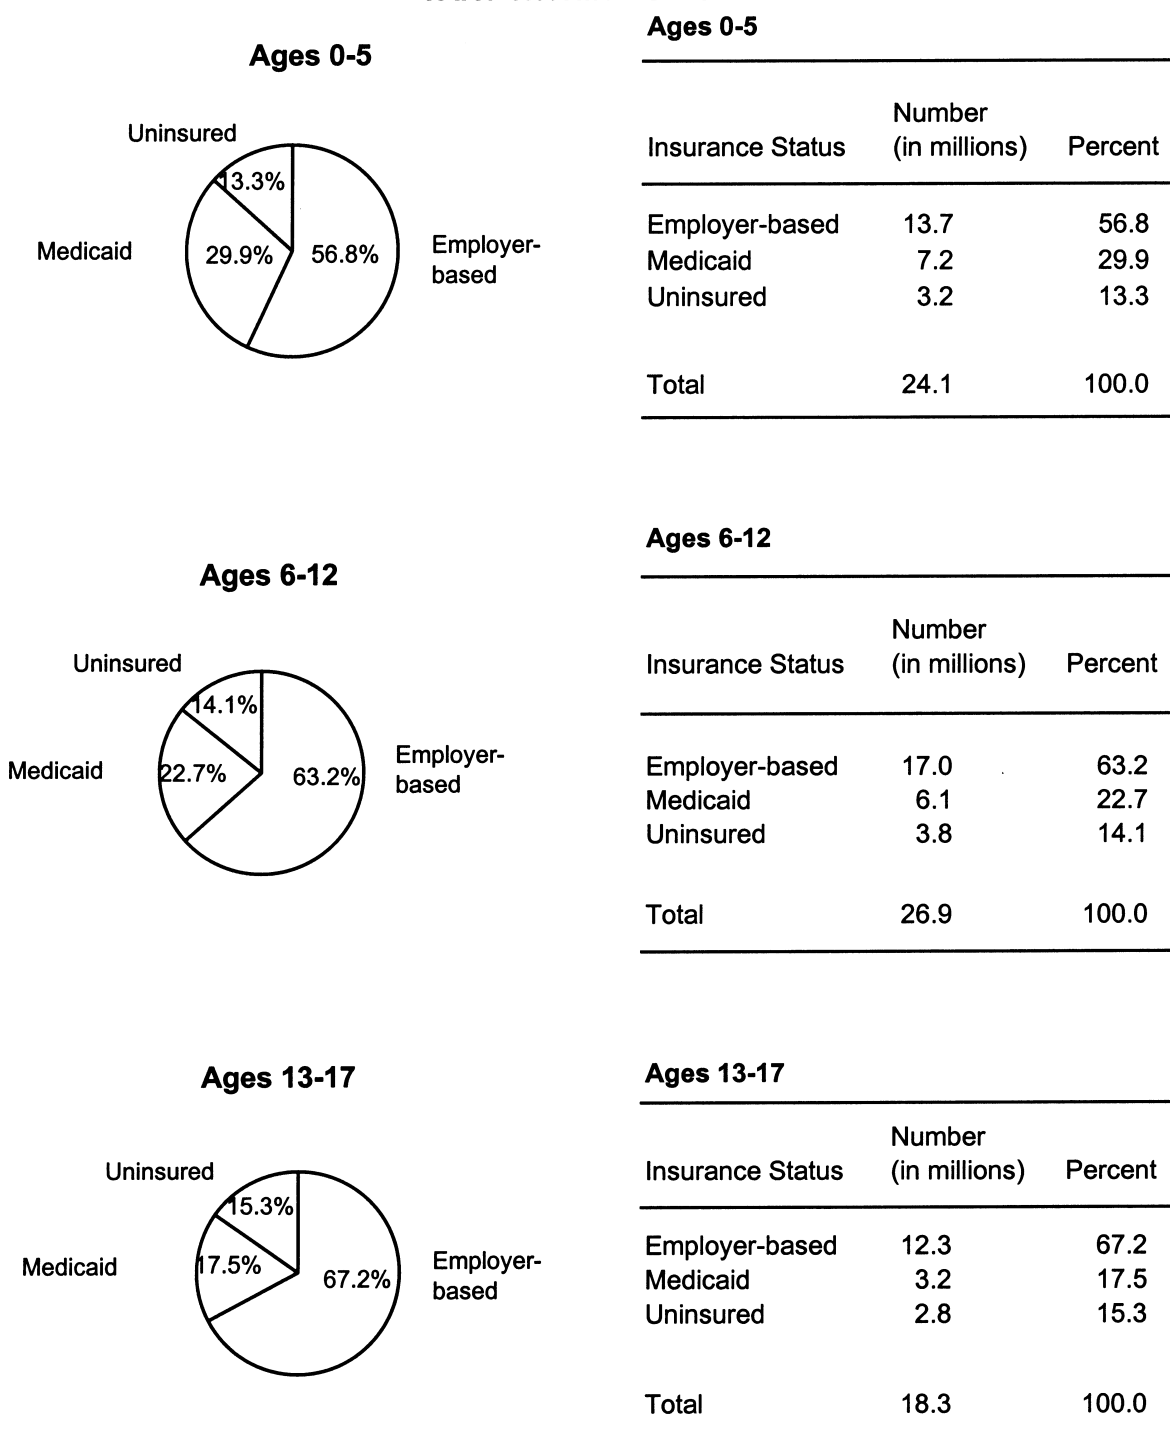 Ages 0-5
Uninsured
13.3%
Medicaid
29.9%
56.8%
Employer-
based
Ages 0-5
Number
Insurance Status (in millions) Percent
Employer-based 13.7 56.8
Medicaid 7.2 29.9
Uninsured 3.2 13.3
Total 24.1 100.0
Ages 6-12
Uninsured
14.1%
Medicaid
22.7%
63.2%
Employer-
based
Ages 6-12
Number
Insurance Status (in millions) Percent
Employer-based 17.0 63.2
Medicaid 6.1 22.7
Uninsured 3.8 14.1
Total 26.9 100.0
Ages 13-17
Uninsured
15.3%
Medicaid
17.5%
67.2%
Employer-
based
Ages 13-17
Number
Insurance Status (in millions) Percent
Employer-based 12.3 67.2
Medicaid 3.2 17.5
Uninsured 2.8 15.3
Total 18.3 100.0